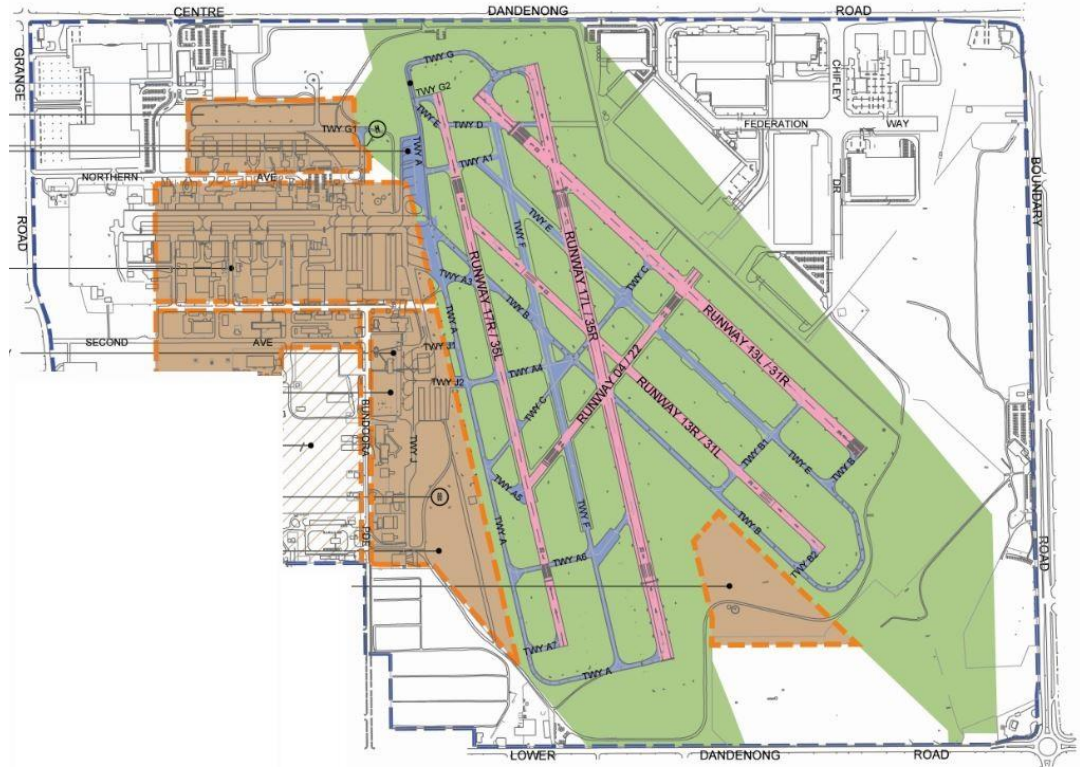 CENTRE
DANDENONG
ROAD
GRANGE
ROAD
TWY G
TWY G2
TWY E
TWY D
TWY G1
H
TWY A
TWY A1
CHIFLEY
DR
FEDERATION
WAY
NORTHERN
AVE
BOUNDARY
ROAD
TWY E
TWY F
TWY C
RUNWAY 17R / 35L
RUNWAY 17L / 35R
TWY A3
TWY B
TWY A
RUNWAY 13L / 31R
SECOND
AVE
TWY J1
RUNWAY 04 / 22
TWY J2
TWY A4
TWY C
RUNWAY 13R / 31L
BUNDOORA
PDE
TWY J
TWY B1
TWY E
TWY B
TWY A5
TWY A
TWY F
TWY B
TWY A6
TWY B2
TWY A7
TWY A
LOWER
DANDENONG
ROAD